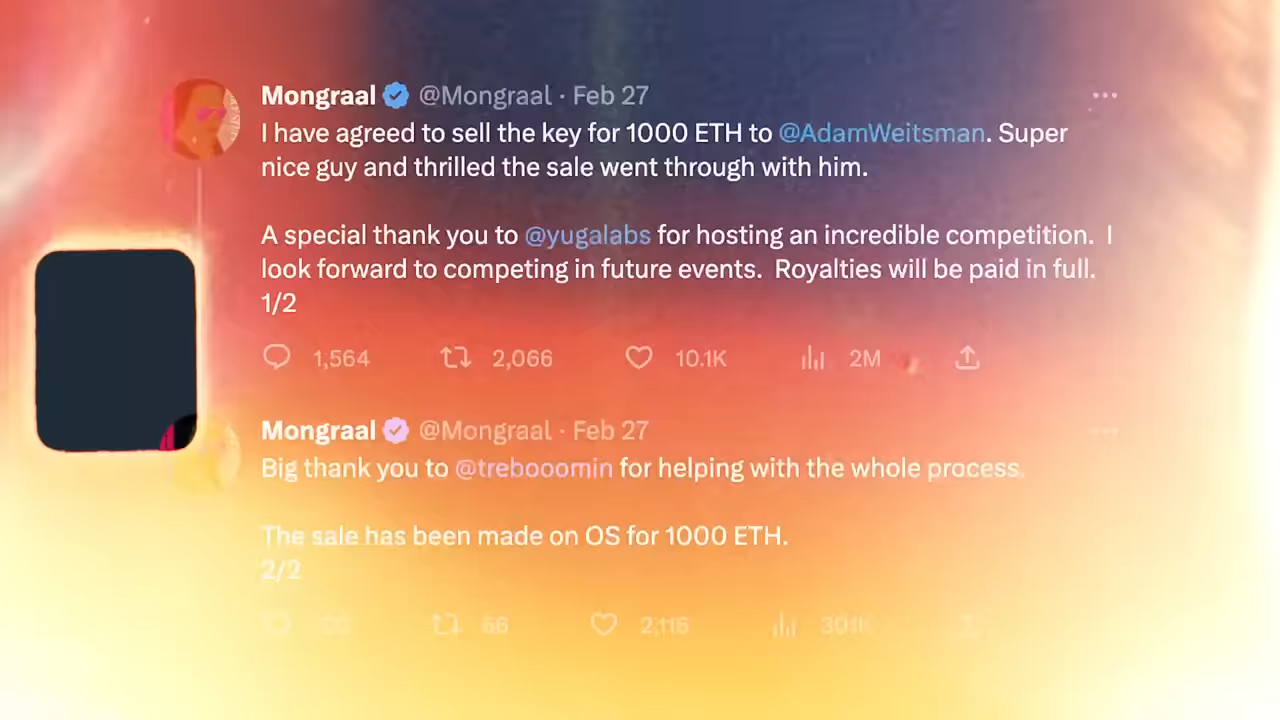 Mongraal @Mongraal · Feb 27
I have agreed to sell the key for 1000 ETH to @AdamWeitsman. Super
nice guy and thrilled the sale went through with him.
A special thank you to @yugalabs for hosting an incredible competition. I
look forward to competing in future events. Royalties will be paid in full.
1/2
1,564 2,066 10.1K 2M
Mongraal @Mongraal · Feb 27
Big thank you to @trebooomin for helping with the whole process.
The sale has been made on OS for 1000 ETH.
2/2
66 2,116